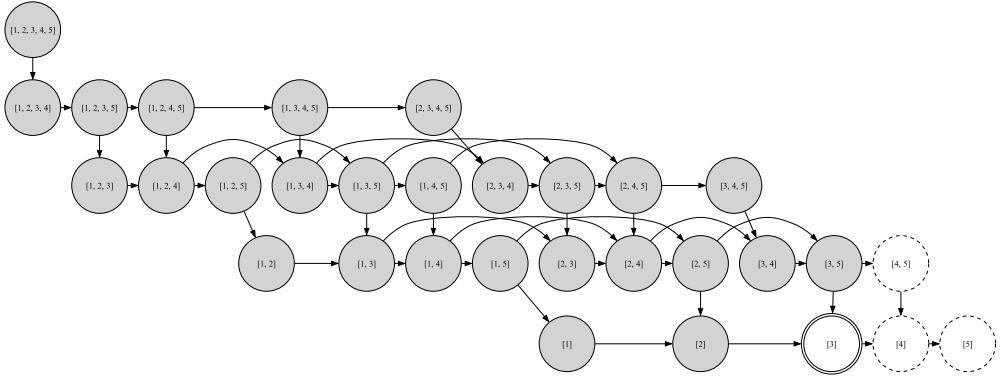 [1, 2, 3, 4, 5]
[1, 2, 3, 4] [1, 2, 3, 5] [1, 2, 4, 5] [1, 3, 4, 5] [2, 3, 4, 5]
[1, 2, 3] [1, 2, 4] [1, 2, 5] [1, 3, 4] [1, 3, 5] [1, 4, 5] [2, 3, 4] [2, 3, 5] [2, 4, 5] [3, 4, 5]
[1, 2] [1, 3] [1, 4] [1, 5] [2, 3] [2, 4] [2, 5] [3, 4] [3, 5] [4, 5]
[1] [2] [3] [4] [5]